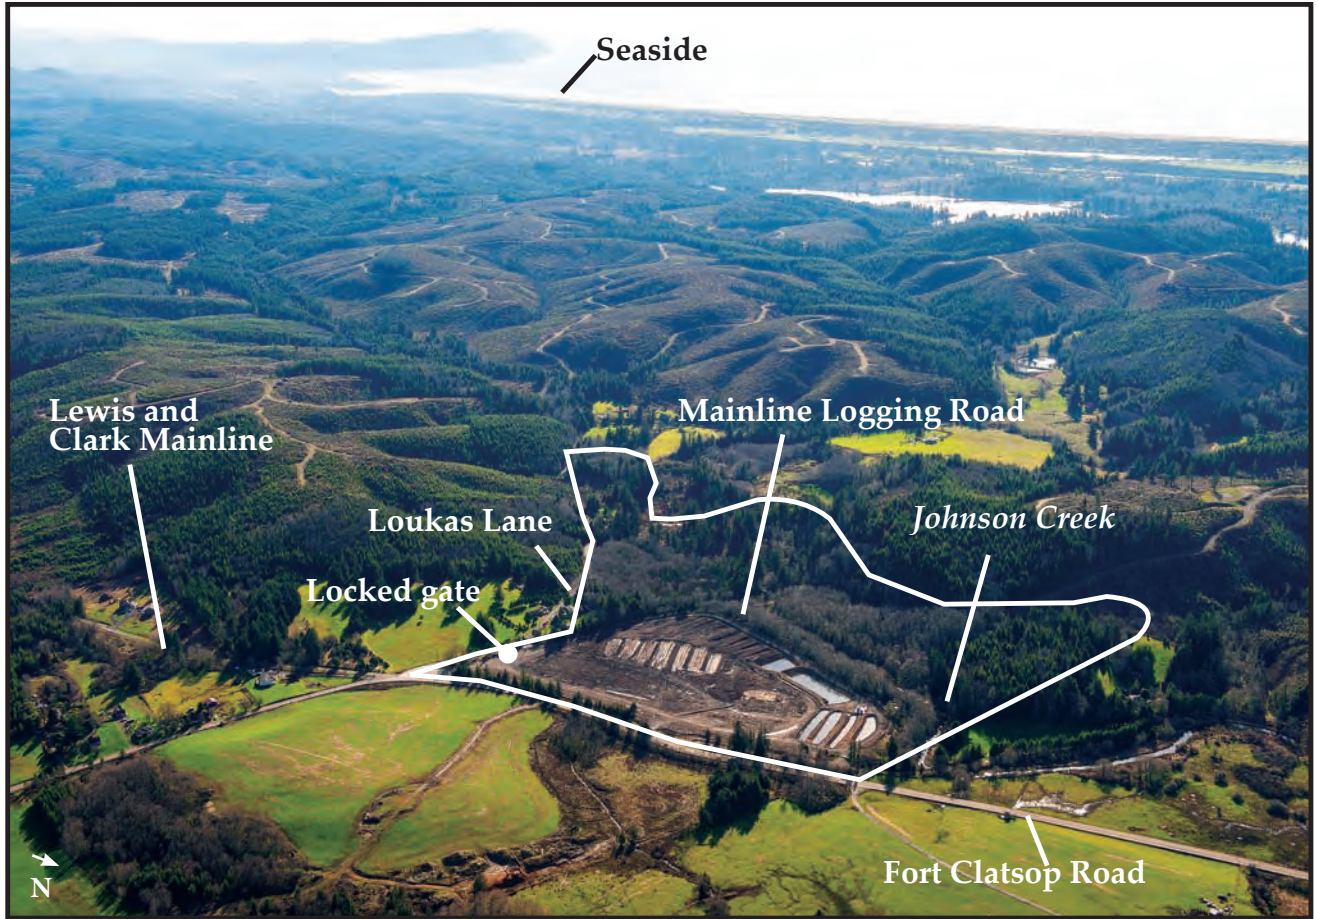 Seaside
Lewis and
Clark Mainline
Mainline Logging Road
Loukas Lane
Johnson Creek
Locked gate
Fort Clatsop Road
N